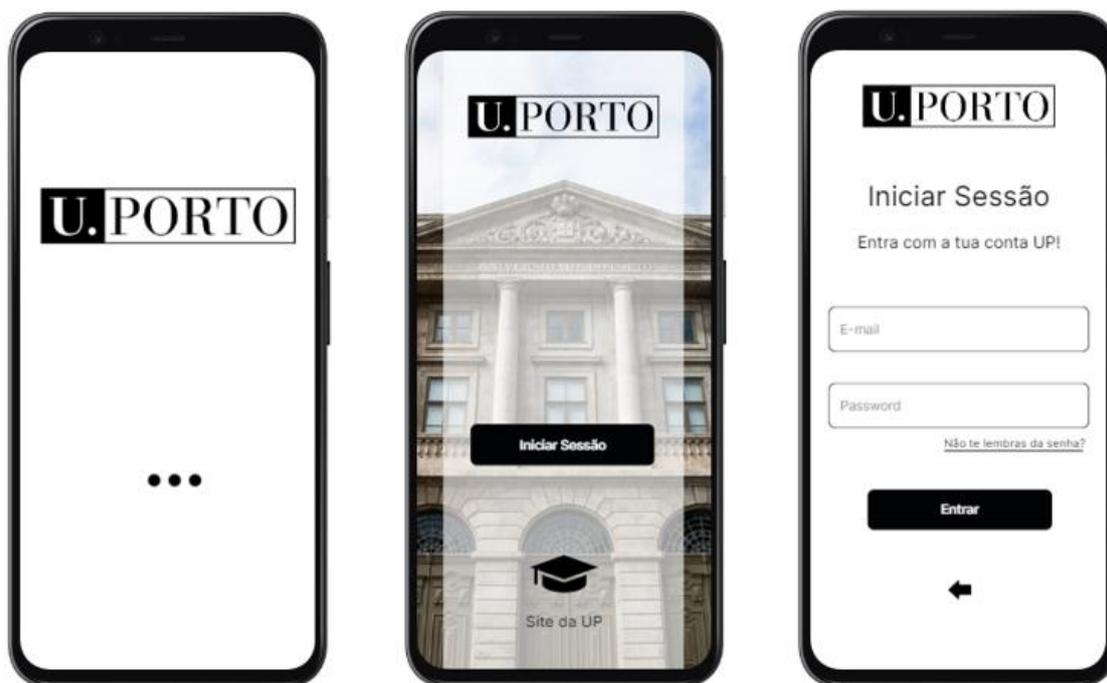 U. PORTO
U. PORTO
Iniciar Sessão
Site da UP
U. PORTO
Iniciar Sessão
Entra com a tua conta UP!
E-mail
Password
Não te lembras da senha?
Entrar